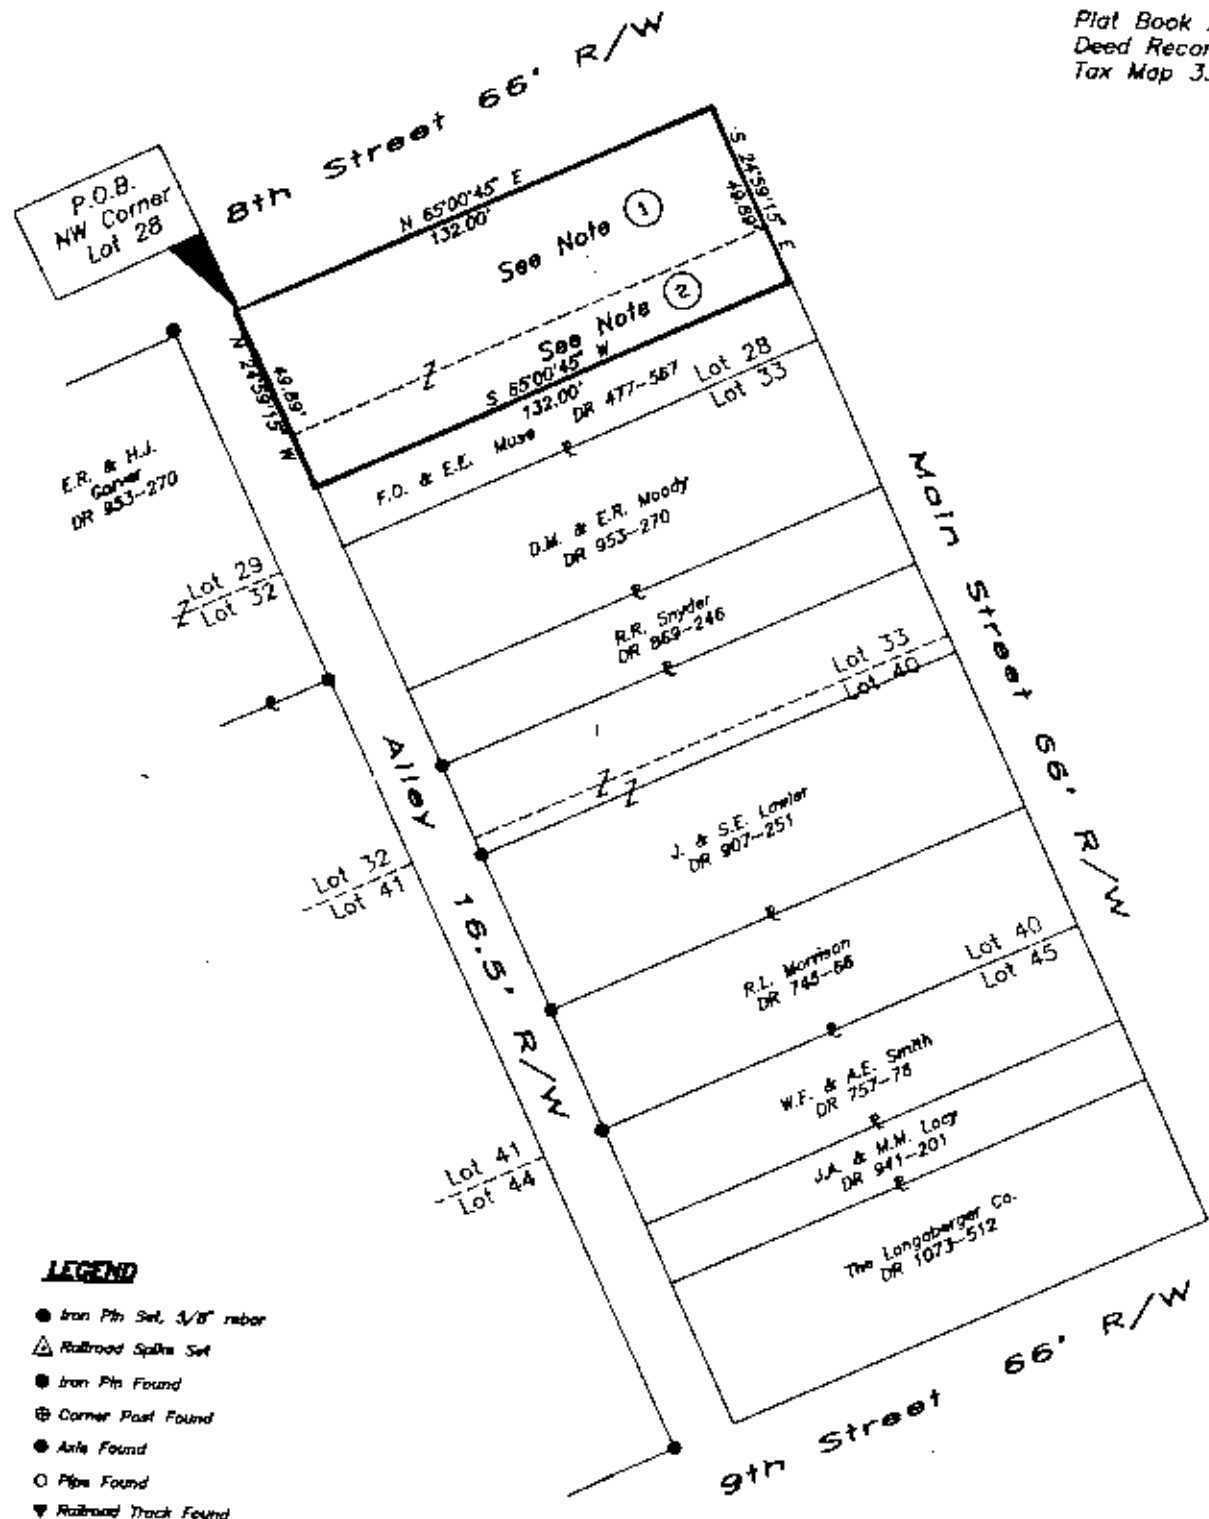 Plat Book
Deed Recor
Tax Map 33
8th Street 66' R/W
P.O.B.
NW Corner
Lot 28
N 65°00'45" E
132.00'
S 24°59'15" E
49.89'
See Note 1
See Note 2
N 24°59'15" W
49.89'
S 65°00'45" W
132.00'
F.O. & E.E. Muse DR 477-567
Lot 28
Lot 33
E.R. & H.J.
DR 953-270
D.M. & E.R. Moody
DR 953-270
Lot 29
Lot 32
R.R. Snyder
DR 869-246
Main Street 66' R/W
Lot 33
Lot 40
Alley 16.5' R/W
J. & S.E. Lawler
DR 907-251
Lot 32
Lot 41
R.L. Morrison
DR 745-66
Lot 40
Lot 45
W.F. & A.E. Smith
DR 757-78
Lot 41
Lot 44
J.A. & M.M. Lacy
DR 941-201
The Longaberger Co.
DR 1073-512
9th Street 66' R/W
LEGEND
Iron Pin Set, 5/8" rebar
Railroad Spike Set
Iron Pin Found
Corner Post Found
Axle Found
Pipe Found
Railroad Track Found